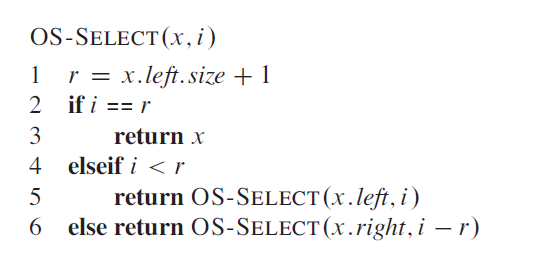 OS-SELECT(x, i)
1 r = x.left.size + 1
2 if i == r
3 return x
4 elseif i < r
5 return OS-SELECT(x.left, i)
6 else return OS-SELECT(x.right, i − r)